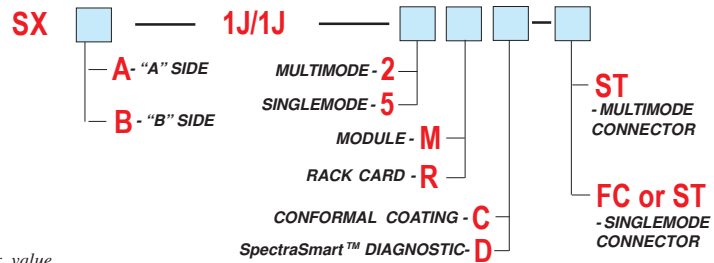 SX 1J/1J
A- “A” SIDE
B - “B” SIDE
MULTIMODE - 2
SINGLEMODE - 5
MODULE - M
RACK CARD - R
CONFORMAL COATING - C
SpectraSmart™ DIAGNOSTIC- D
ST
- MULTIMODE
CONNECTOR
FC or ST
- SINGLEMODE
CONNECTOR
value